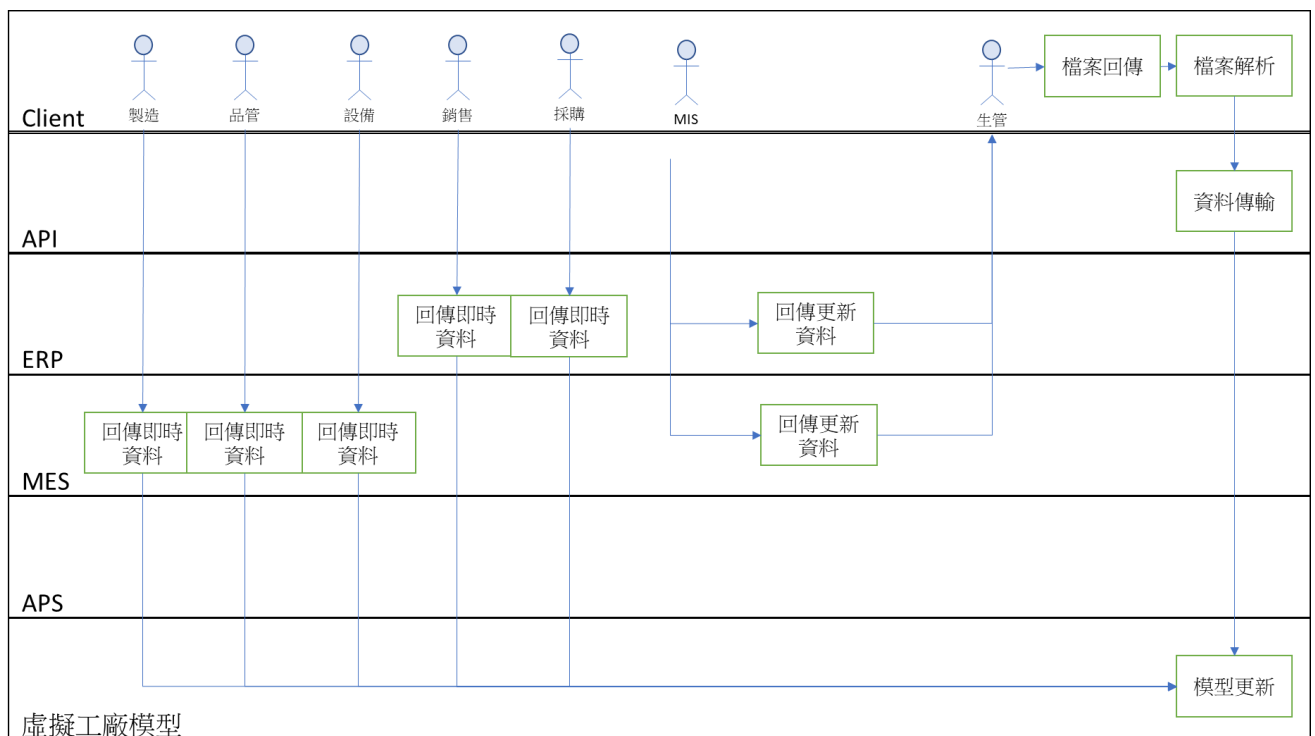 檔案回傳
檔案解析
Client
製造
品管
設備
銷售
採購
MIS
生管
資料傳輸
API
回傳即時
資料
回傳即時
資料
回傳更新
資料
ERP
回傳即時
資料
回傳即時
資料
回傳即時
資料
回傳更新
資料
MES
APS
模型更新
虛擬工廠模型